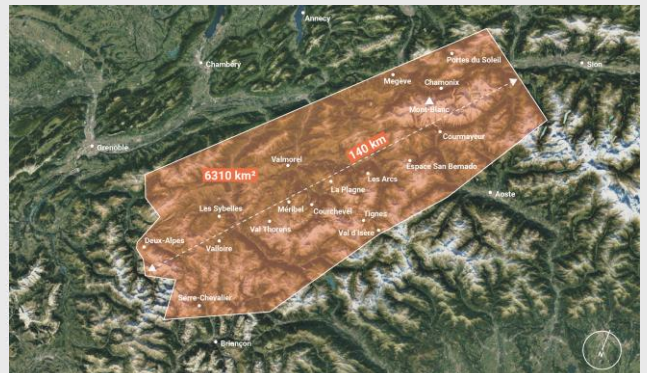 Annecy
Portes du Soleil
Chambéry
Sion
Megève
Chamonix
Mont-Blanc
Courmayeur
Grenoble
140 km
Valmorel
Espace San Bernado
6310 km²
Las Arcs
La Plagne
Aoste
Méribel
Courchevel
Les Sybelles
Tignes
Val Thorens
Val d'Isère
Deux-Alpes
Valloire
Serre-Chevalier
Briançon
N